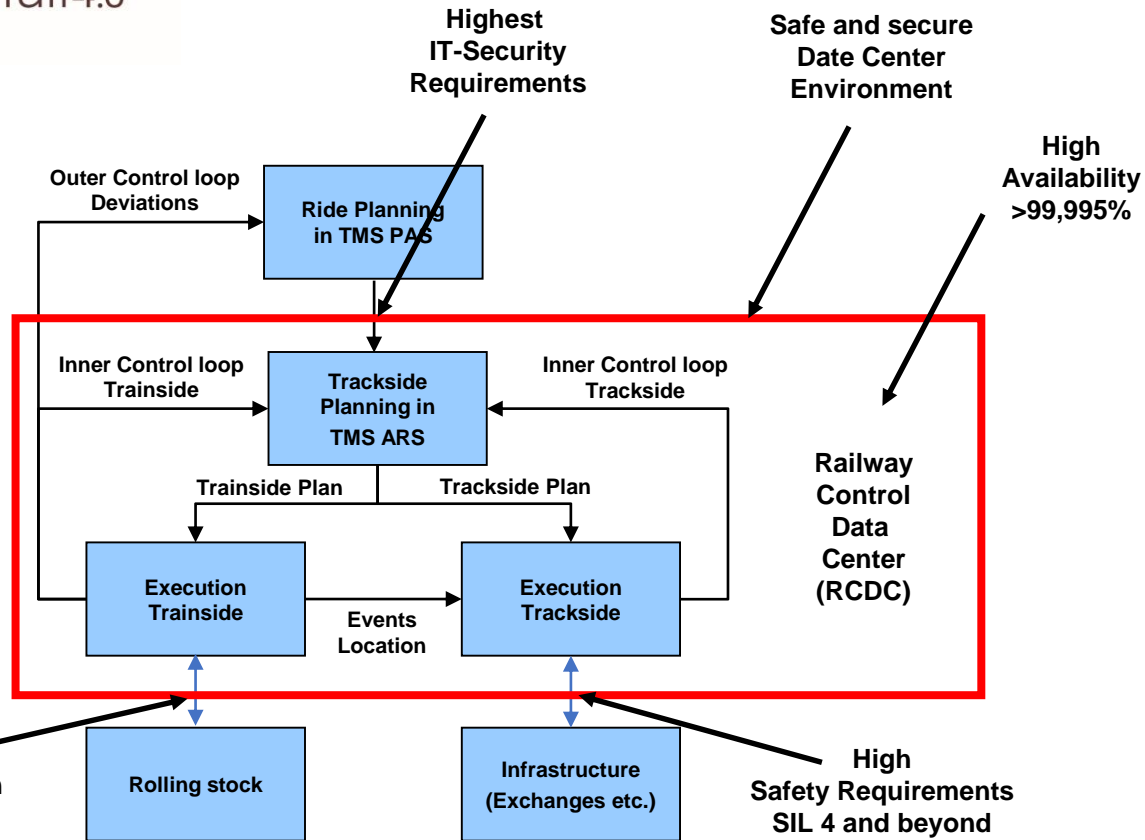 Highest
IT-Security
Requirements
Safe and secure
Date Center
Environment
High
Availability
>99,995%
Outer Control loop
Deviations
Ride Planning
in TMS PAS
Inner Control loop
Trainside
Trackside
Planning in
TMS ARS
Inner Control loop
Trackside
Trainside Plan
Trackside Plan
Railway
Control
Data
Center
(RCDC)
Execution
Trainside
Events
Location
Execution
Trackside
Rolling stock
Infrastructure
(Exchanges etc.)
High
Safety Requirements
SIL 4 and beyond